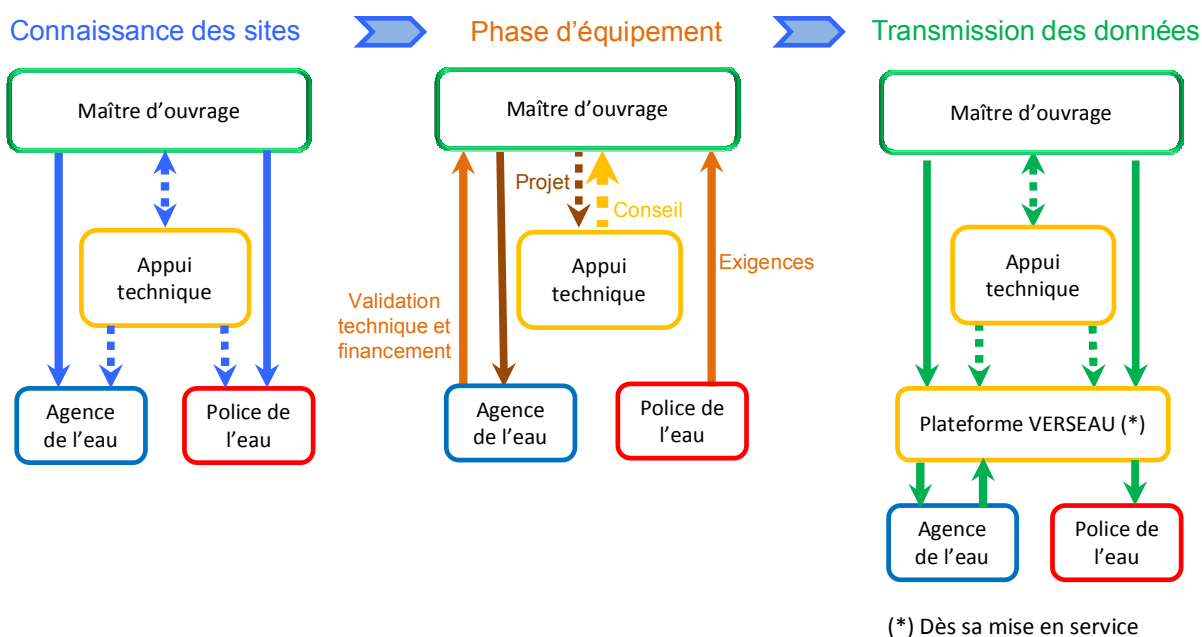 Connaissance des sites
Phase d’équipement
Transmission des données
Maître d’ouvrage
Appui
technique
Agence
de l’eau
Police de
l’eau
Maître d’ouvrage
Projet
Conseil
Appui
technique
Exigences
Validation
technique et
financement
Agence
de l’eau
Police de
l’eau
Maître d’ouvrage
Appui
technique
Plateforme VERSEAU (*)
Agence
de l’eau
Police de
l’eau
(*) Dès sa mise en service